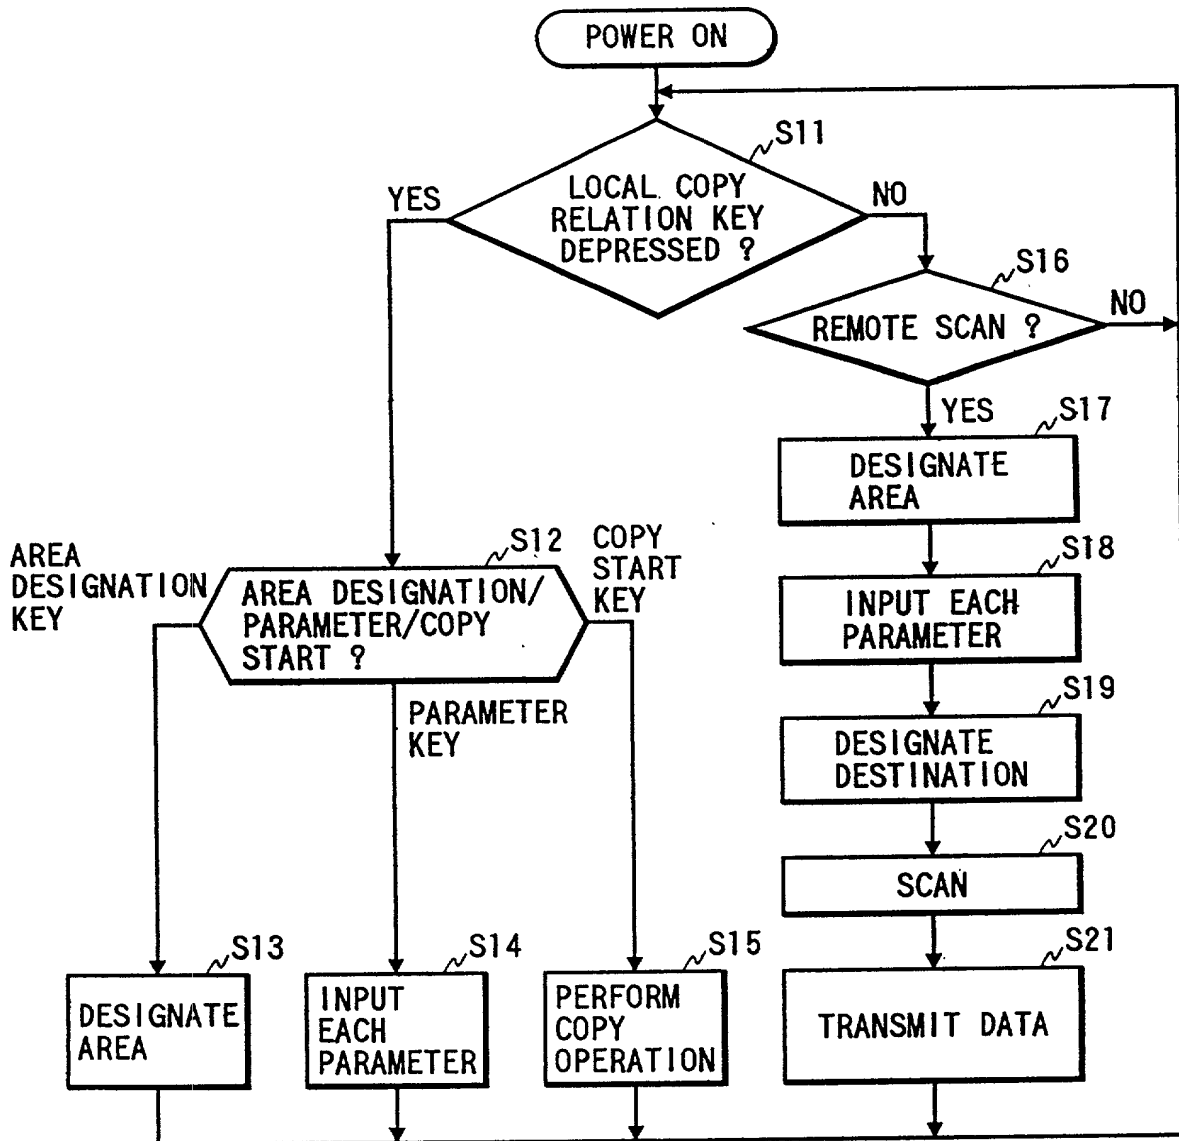 POWER ON
S11
LOCAL COPY
RELATION KEY
DEPRESSED ?
YES
NO
S16
REMOTE SCAN ?
NO
YES
S17
DESIGNATE
AREA
S12
AREA DESIGNATION/
PARAMETER/COPY
START ?
AREA
DESIGNATION
KEY
COPY
START
KEY
PARAMETER
KEY
S18
INPUT EACH
PARAMETER
S19
DESIGNATE
DESTINATION
S20
SCAN
S13
DESIGNATE
AREA
S14
INPUT
EACH
PARAMETER
S15
PERFORM
COPY
OPERATION
S21
TRANSMIT DATA